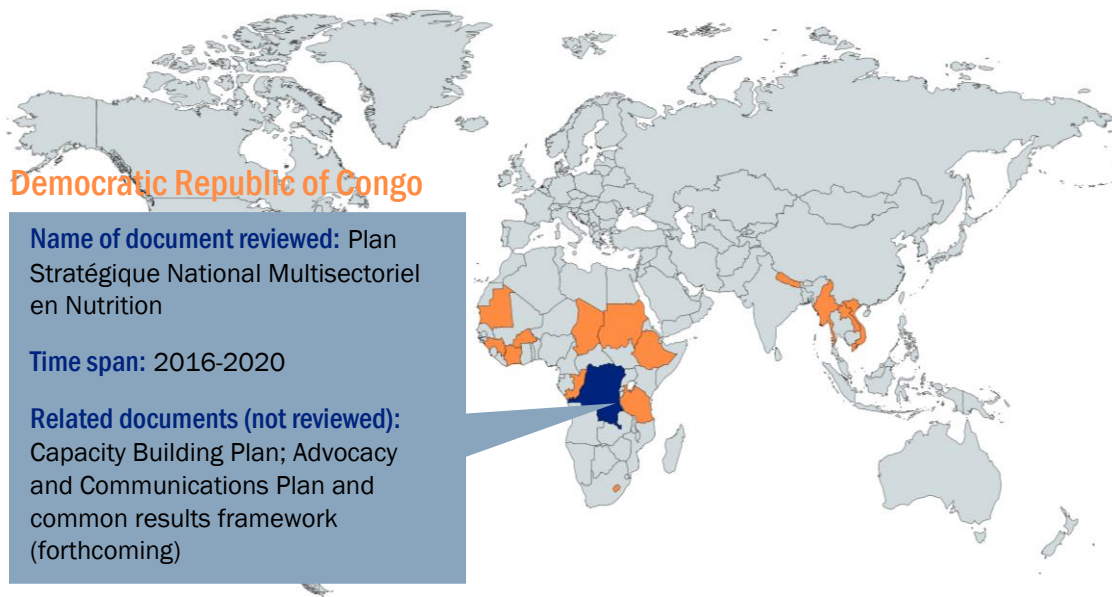 Democratic Republic of Congo
Name of document reviewed: Plan
Stratégique National Multisectoriel
en Nutrition
Time span: 2016-2020
Related documents (not reviewed):
Capacity Building Plan; Advocacy
and Communications Plan and
common results framework
(forthcoming)